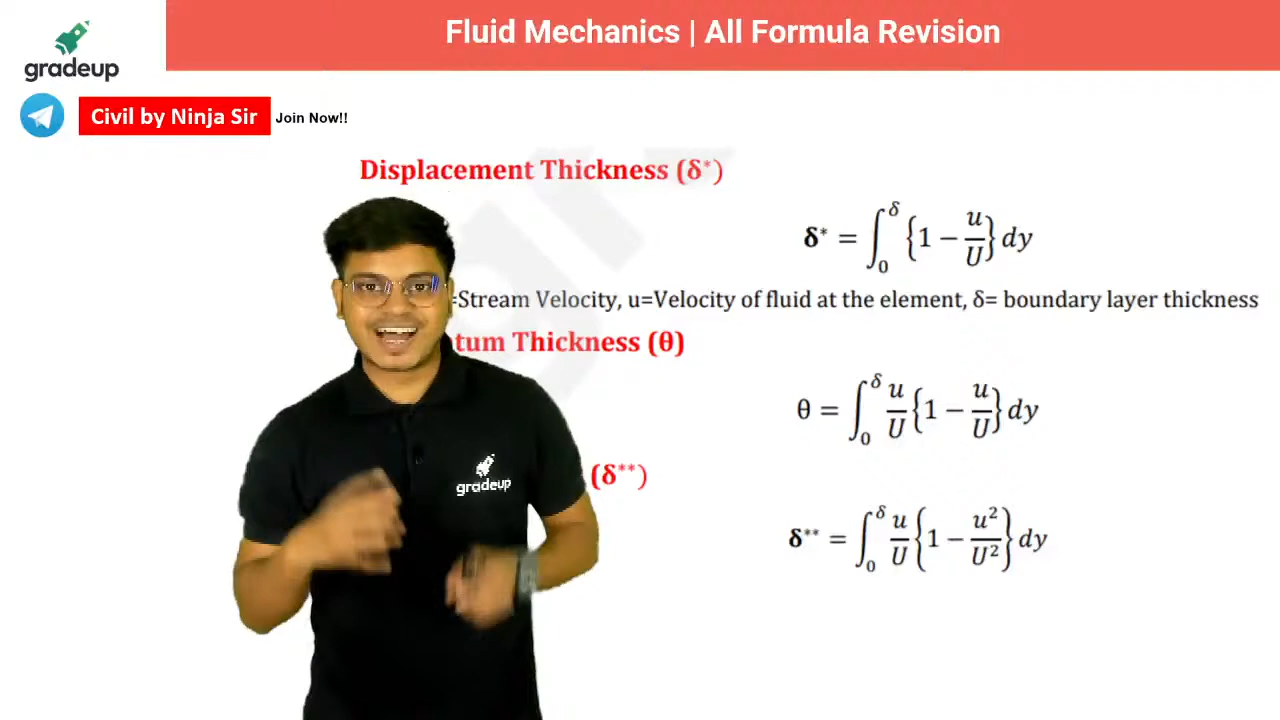 Fluid Mechanics | All Formula Revision
gradeup
Civil by Ninja Sir Join Now!!
Displacement Thickness (δ*)
δ* = ∫₀^δ {1 − u/U} dy
=Stream Velocity, u=Velocity of fluid at the element, δ= boundary layer thickness
tum Thickness (θ)
θ = ∫₀^δ u/U {1 − u/U} dy
gradeup
(δ**)
δ** = ∫₀^δ u/U {1 − u²/U²} dy